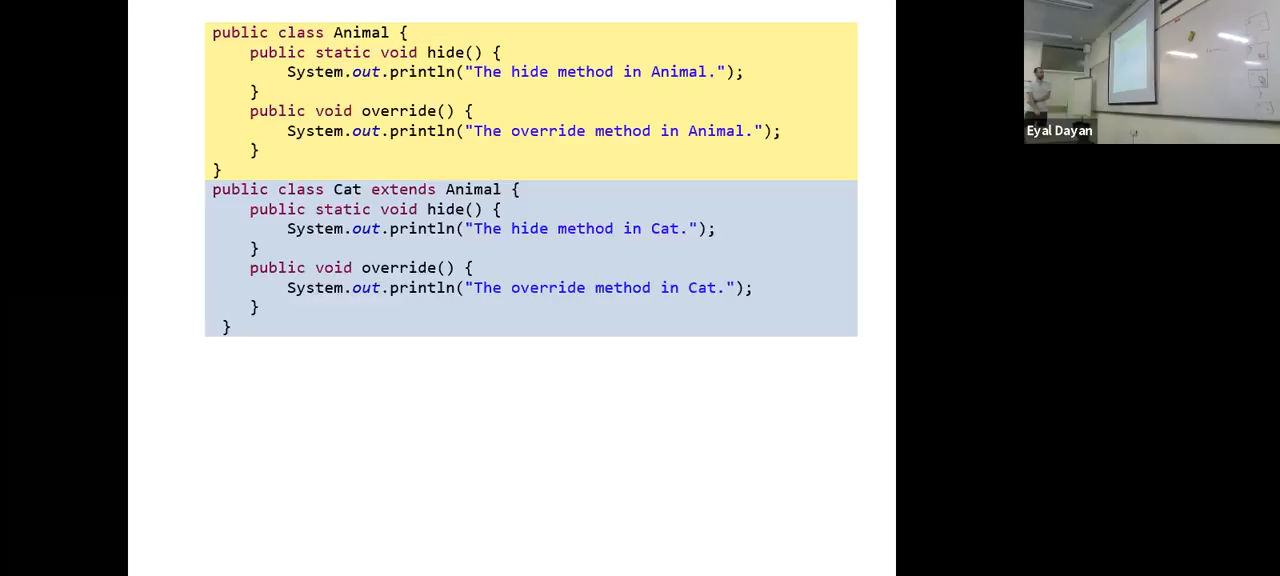 public class Animal {
    public static void hide() {
        System.out.println("The hide method in Animal.");
    }
    public void override() {
        System.out.println("The override method in Animal.");
    }
}
public class Cat extends Animal {
    public static void hide() {
        System.out.println("The hide method in Cat.");
    }
    public void override() {
        System.out.println("The override method in Cat.");
    }
 }
Eyal Dayan